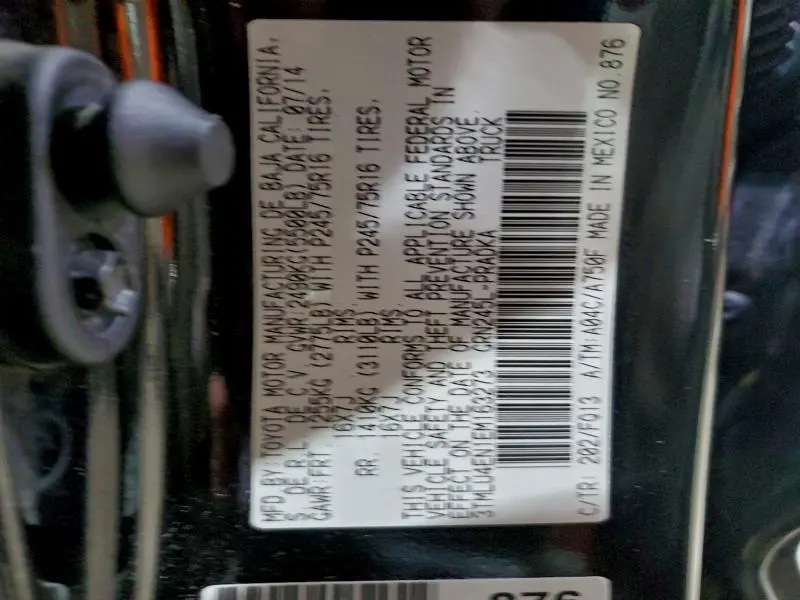 MFD.BY:TOYOTA MOTOR MANUFACTURING DE BAJA CALIFORNIA,
S. DE R.L. DE C.V. GVWR:2490KG(5500LB) DATE: 07/14
GAWR:FRT. 1255KG (2775LB) WITH P245/75R16 TIRES,
16X7J RIMS,
RR. 1410KG (3110LB) WITH P245/75R16 TIRES,
16X7J RIMS.
THIS VEHICLE CONFORMS TO ALL APPLICABLE FEDERAL MOTOR
VEHICLE SAFETY AND THEFT PREVENTION STANDARDS IN
EFFECT ON THE DATE OF MANUFACTURE SHOWN ABOVE.
3TMLU4EN1EM163273 GRN245L-PRADKA TRUCK
C/TR: 202/FG13 A/TM:A04C/A750F MADE IN MEXICO NO.876
876